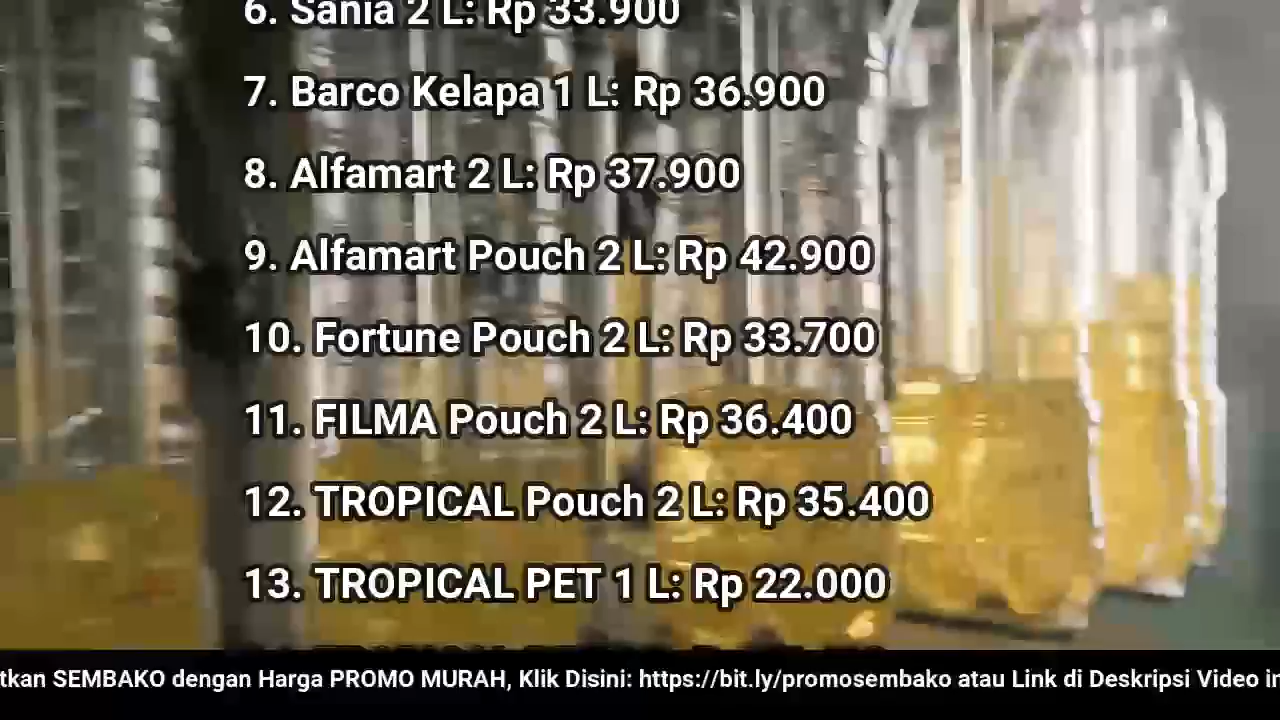 6. Sania 2 L: Rp 33.900
7. Barco Kelapa 1 L: Rp 36.900
8. Alfamart 2 L: Rp 37.900
9. Alfamart Pouch 2 L: Rp 42.900
10. Fortune Pouch 2 L: Rp 33.700
11. FILMA Pouch 2 L: Rp 36.400
12. TROPICAL Pouch 2 L: Rp 35.400
13. TROPICAL PET 1 L: Rp 22.000
tkan SEMBAKO dengan Harga PROMO MURAH, Klik Disini: https://bit.ly/promosembako atau Link di Deskripsi Video in